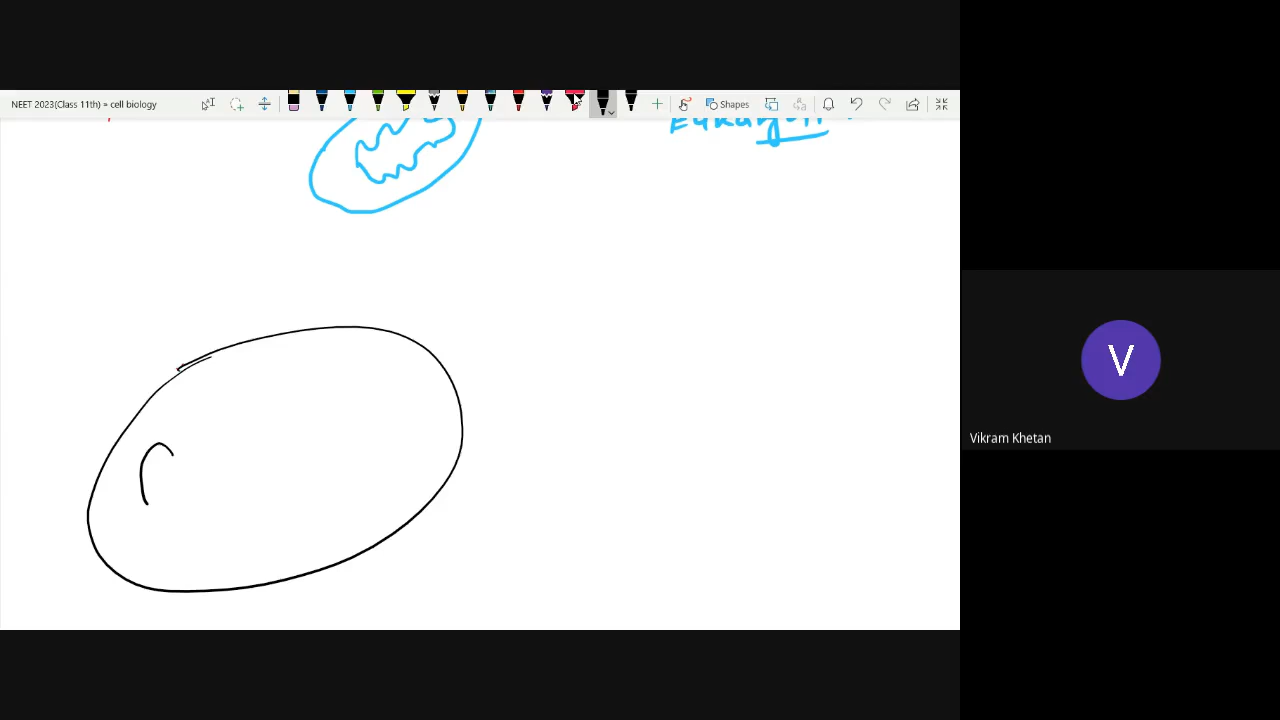 NEET 2023(Class 11th) » cell biology
Shapes
V
Vikram Khetan